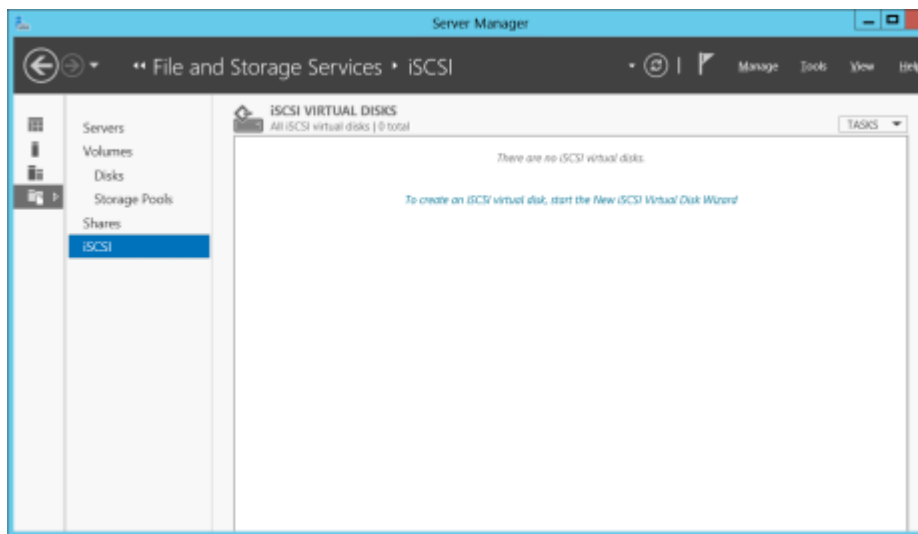 Server Manager
File and Storage Services • iSCSI
Manage Tools View Help
Servers
Volumes
Disks
Storage Pools
Shares
iSCSI
iSCSI VIRTUAL DISKS
All iSCSI virtual disks | 0 total
TASKS
There are no iSCSI virtual disks.
To create an iSCSI virtual disk, start the New iSCSI Virtual Disk Wizard